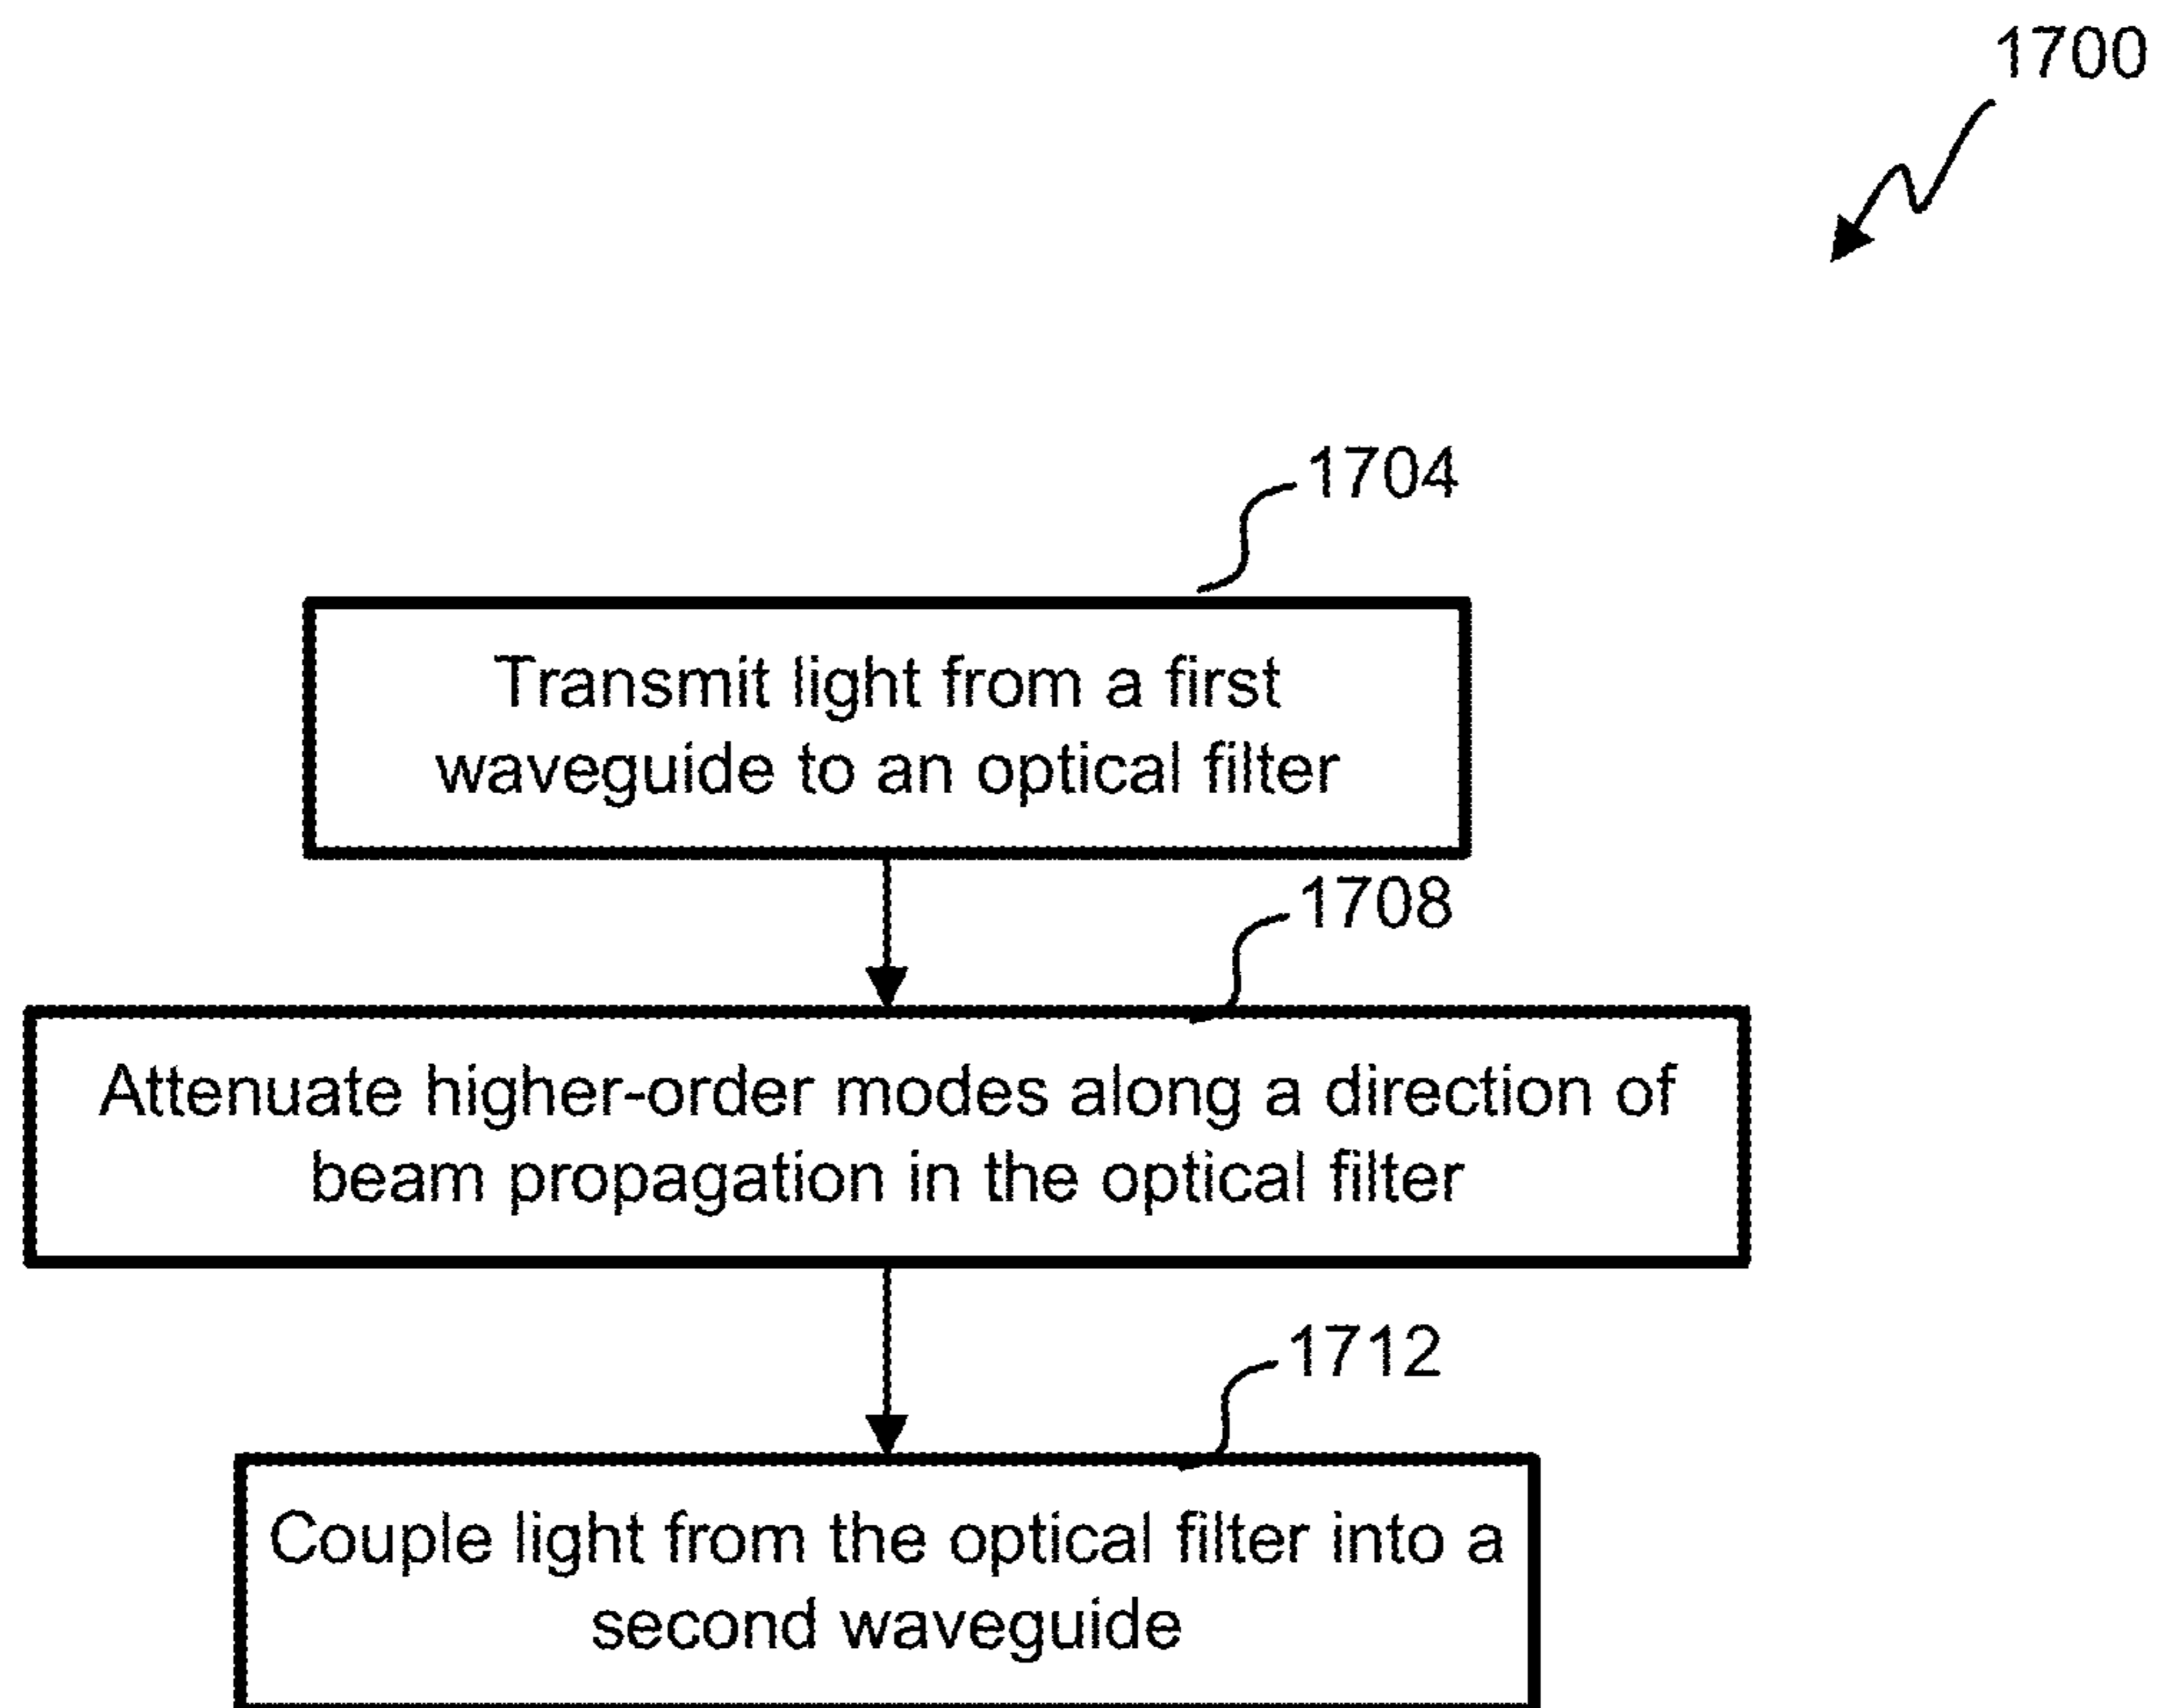 1700
1704
Transmit light from a first
waveguide to an optical filter
1708
Attenuate higher-order modes along a direction of
beam propagation in the optical filter
1712
Couple light from the optical filter into a
second waveguide